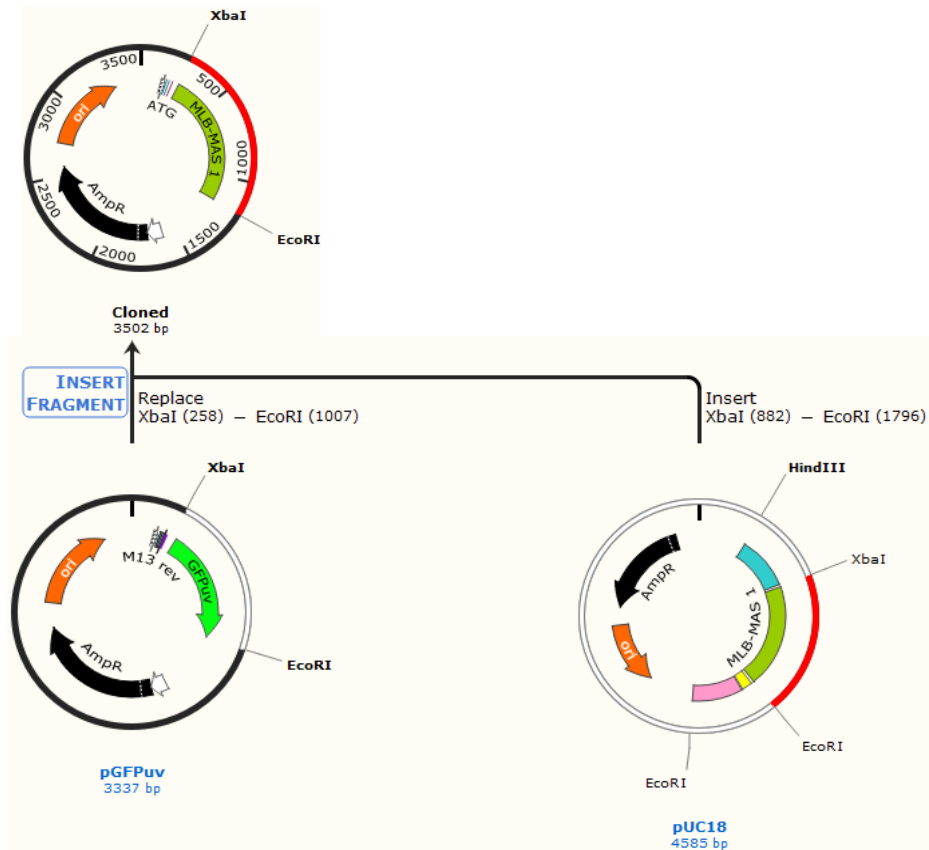 XbaI
3500
500
1000
1500
2000
2500
3000
ori
ATG
MLB-MAS 1
AmpR
EcoRI
Cloned
3502 bp
INSERT
FRAGMENT
Replace
XbaI (258) – EcoRI (1007)
Insert
XbaI (882) – EcoRI (1796)
XbaI
ori
M13 rev
GFPuv
AmpR
EcoRI
pGFPuv
3337 bp
HindIII
XbaI
AmpR
ori
MLB-MAS 1
EcoRI
EcoRI
pUC18
4585 bp